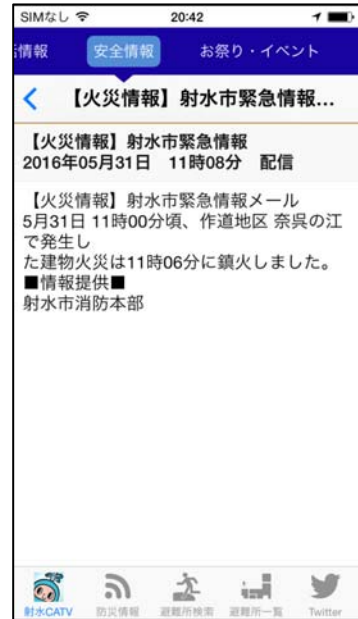 SIMなし 20:42
情報 安全情報 お祭り・イベント
【火災情報】射水市緊急情報...
【火災情報】射水市緊急情報
2016年05月31日 11時08分 配信
【火災情報】射水市緊急情報メール
5月31日 11時00分頃、作道地区 奈呉の江
で発生し
た建物火災は11時06分に鎮火しました。
■情報提供■
射水市消防本部
射水CATV 防災情報 避難所検索 避難所一覧 Twitter